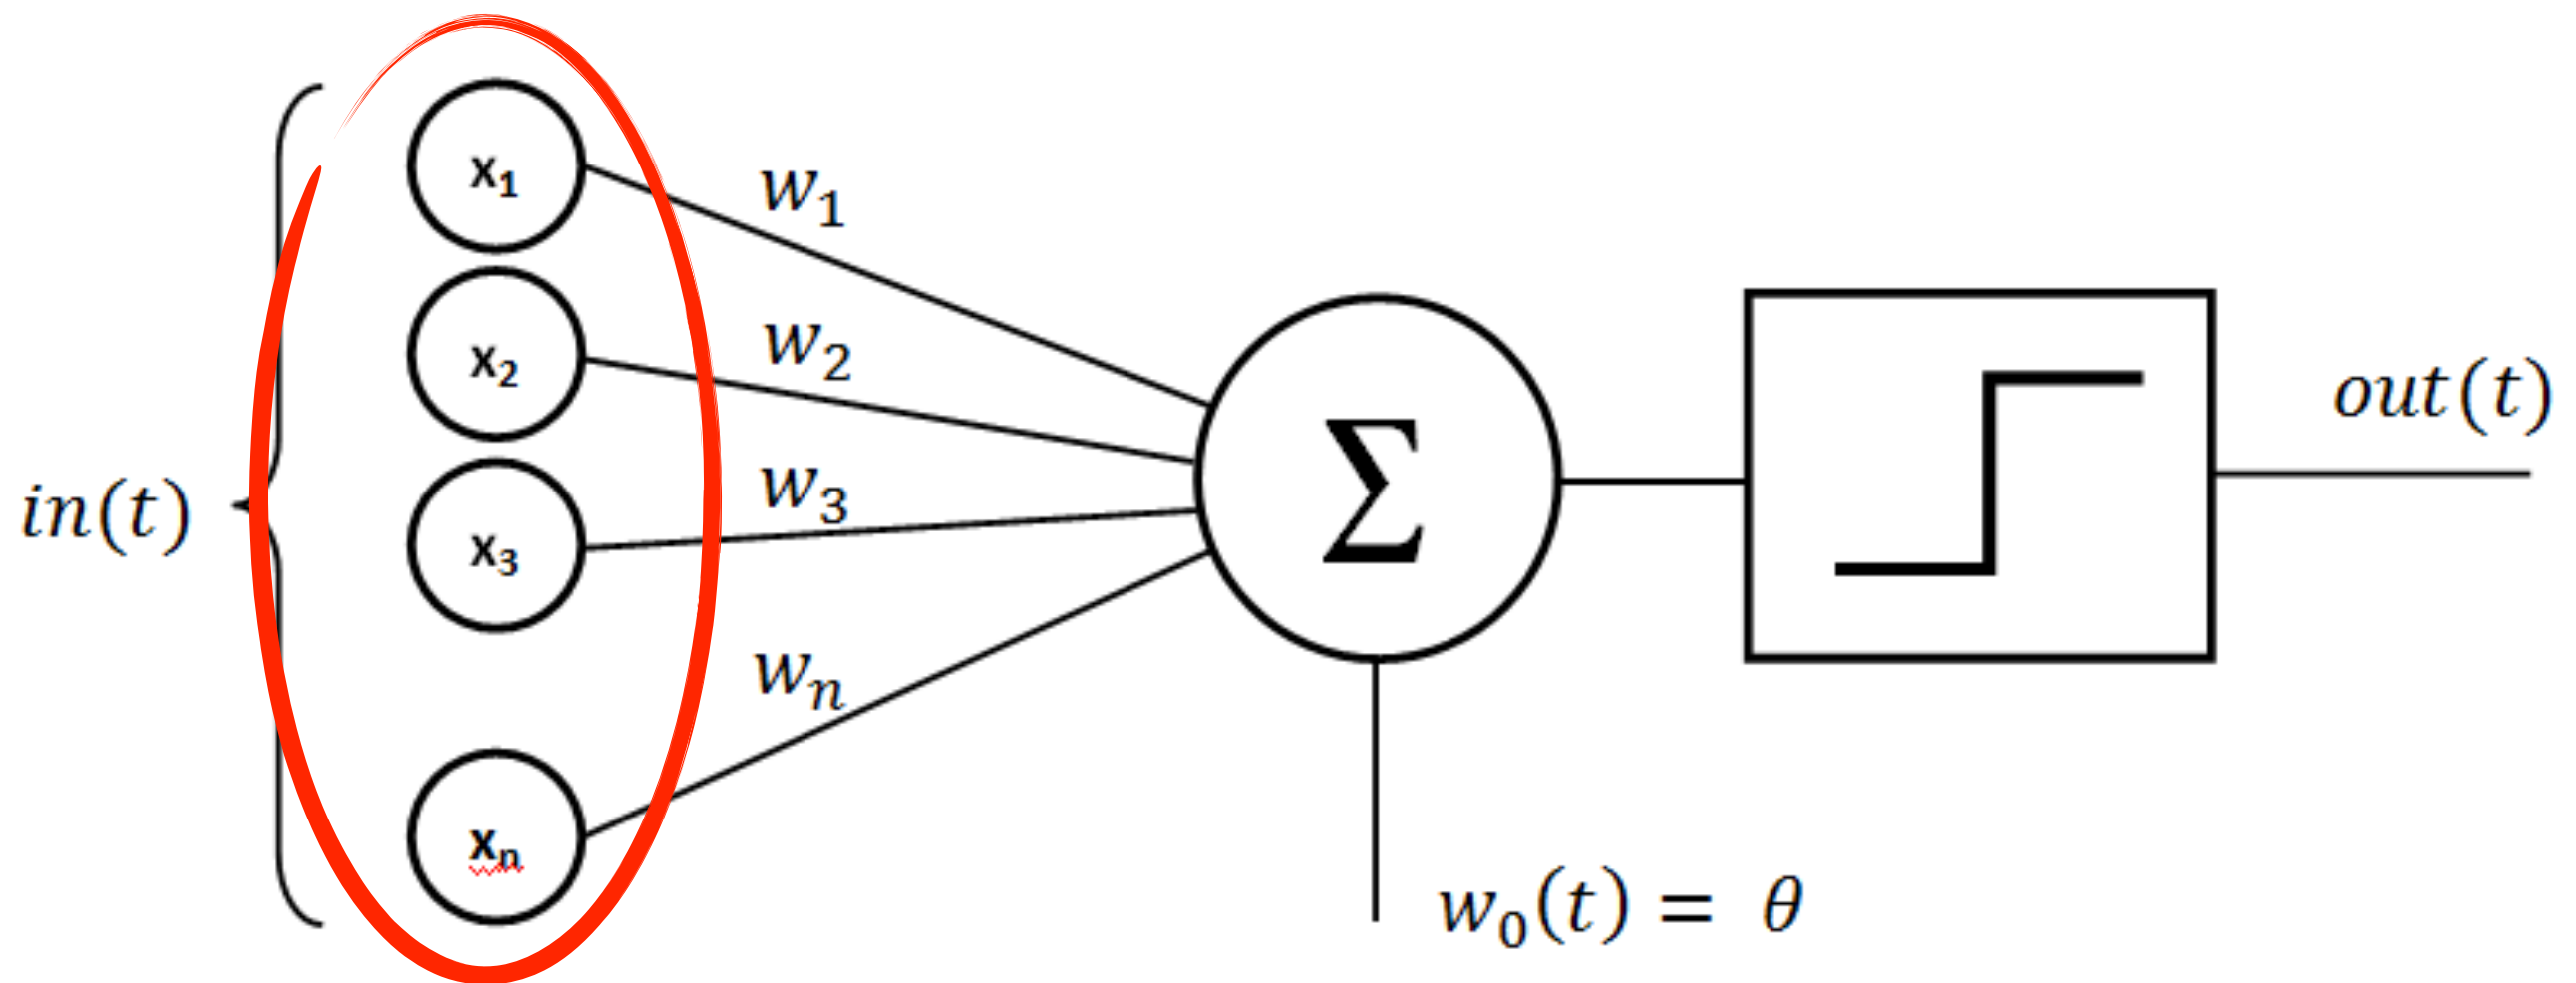 x₁
w₁
x₂
w₂
x₃
w₃
xₙ
wₙ
in(t)
Σ
out(t)
w₀(t) = θ